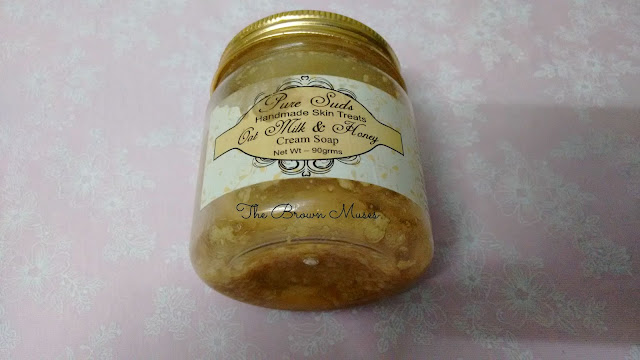 Pure Suds
Handmade Skin Treats
Oat Milk & Honey
Cream Soap
Net Wt - 90grms
The Brown Muses.